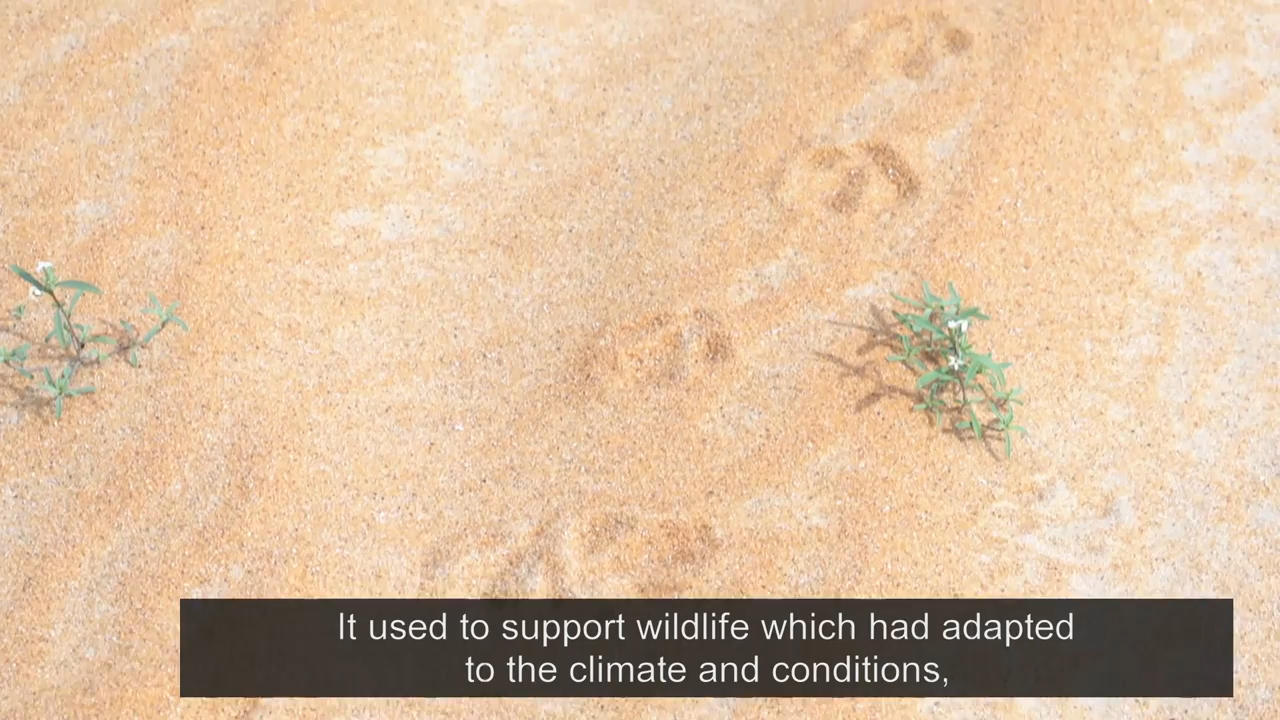 It used to support wildlife which had adapted
to the climate and conditions,